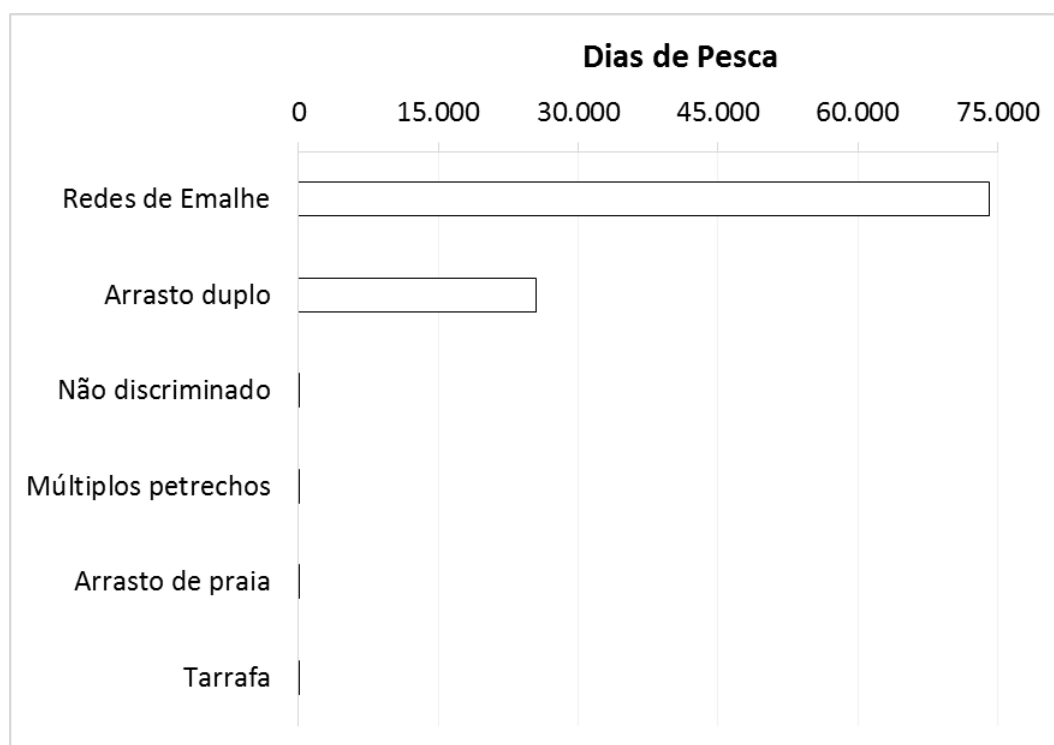 Dias de Pesca
0 15.000 30.000 45.000 60.000 75.000
Redes de Emalhe
Arrasto duplo
Não discriminado
Múltiplos petrechos
Arrasto de praia
Tarrafa